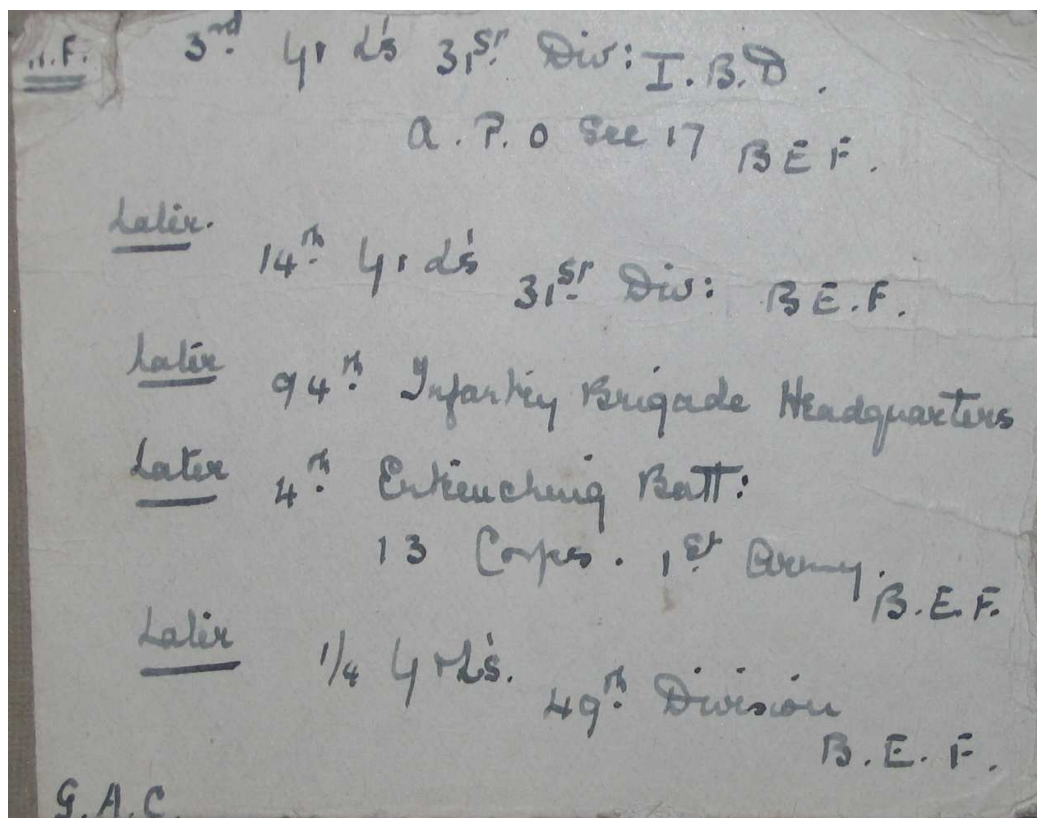 .F. 3rd Y & L's 31st Div: I.B.D.
A.P.O Sec 17 B E F.
Later. 14th Y & L's 31st Div: B.E.F.
Later 94th Infantry Brigade Headquarters
Later 4th Entrenching Batt:
13 Corps. 1st Army. B.E.F.
Later 1/4 Y & L's. 49th Division
B.E.F.
G.A.C.